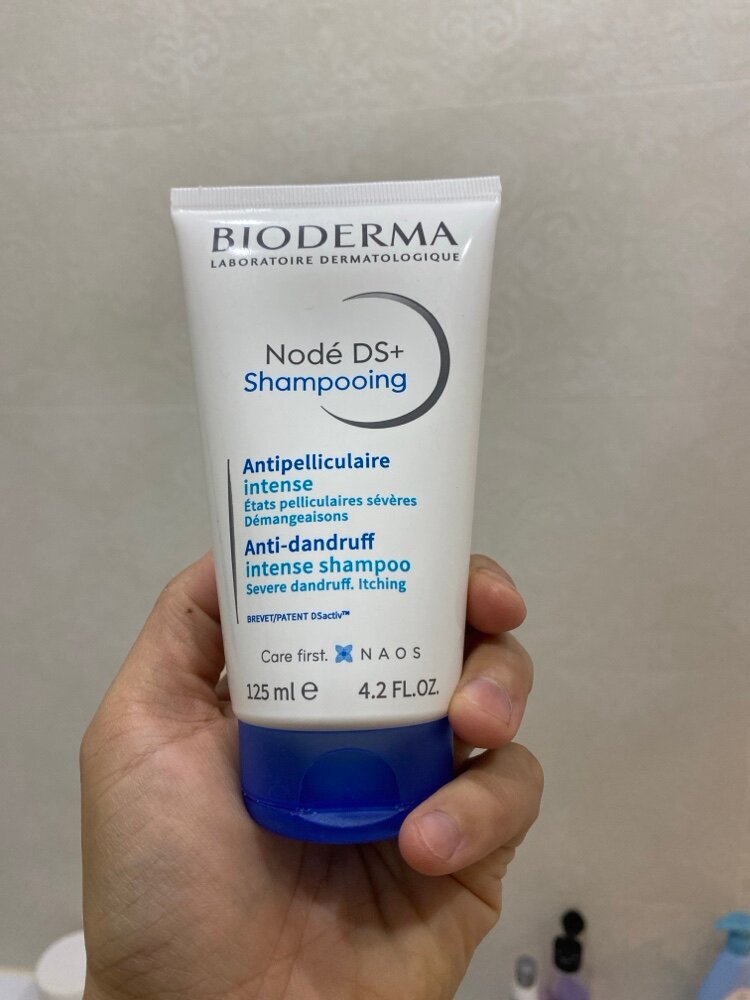 BIODERMA
LABORATOIRE DERMATOLOGIQUE
Nodé DS+
Shampooing
Antipelliculaire
intense
États pelliculaires sévères
Démangeaisons
Anti-dandruff
intense shampoo
Severe dandruff. Itching
BREVET/PATENT DSactiv™
Care first. NAOS
125 ml ℮ 4.2 FL.OZ.